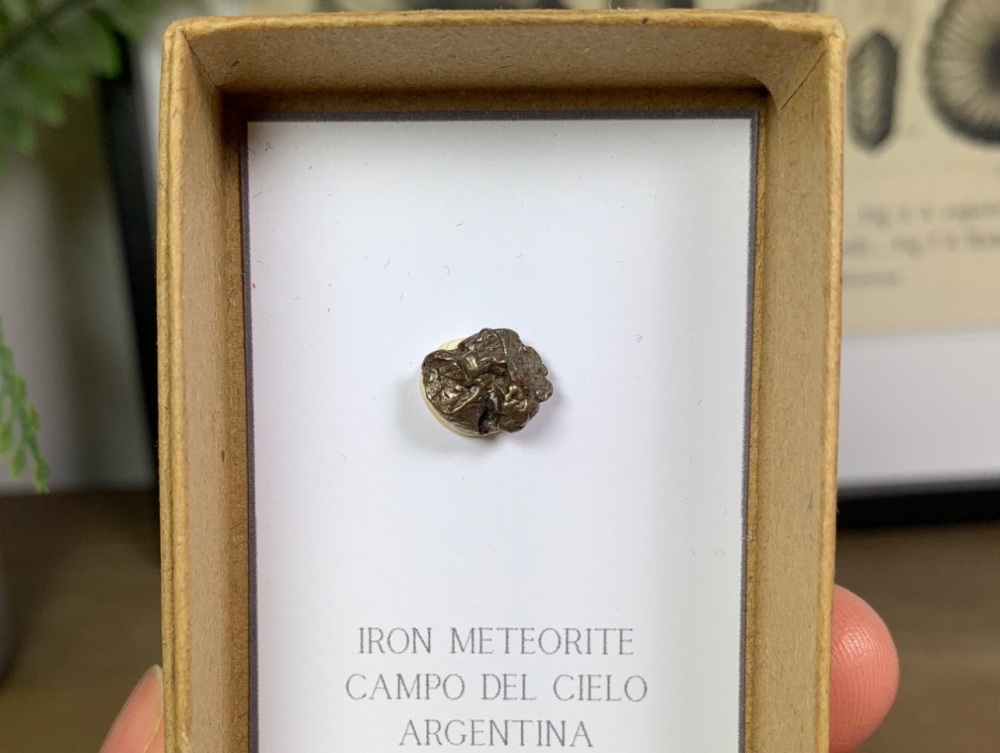 IRON METEORITE
CAMPO DEL CIELO
ARGENTINA